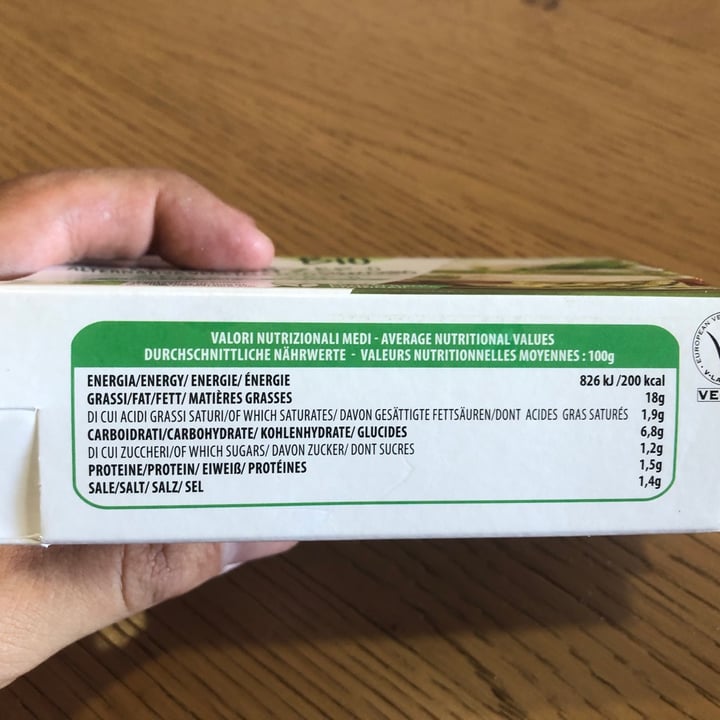 VALORI NUTRIZIONALI MEDI - AVERAGE NUTRITIONAL VALUES
DURCHSCHNITTLICHE NÄHRWERTE - VALEURS NUTRITIONNELLES MOYENNES : 100g
ENERGIA/ENERGY/ ENERGIE/ ÉNERGIE 826 kJ /200 kcal
GRASSI/FAT/FETT/ MATIÈRES GRASSES 18g
DI CUI ACIDI GRASSI SATURI/OF WHICH SATURATES/ DAVON GESÄTTIGTE FETTSÄUREN/DONT ACIDES GRAS SATURÉS 1,9g
CARBOIDRATI/CARBOHYDRATE/ KOHLENHYDRATE/ GLUCIDES 6,8g
DI CUI ZUCCHERI/OF WHICH SUGARS/ DAVON ZUCKER/ DONT SUCRES 1,2g
PROTEINE/PROTEIN/ EIWEIß/ PROTÉINES 1,5g
SALE/SALT/ SALZ/ SEL 1,4g
EUROPEAN